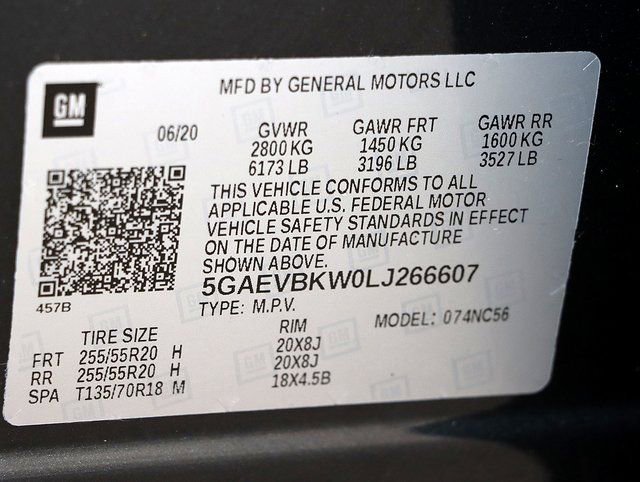 GM
MFD BY GENERAL MOTORS LLC
06/20 GVWR GAWR FRT GAWR RR
2800 KG 1450 KG 1600 KG
6173 LB 3196 LB 3527 LB
THIS VEHICLE CONFORMS TO ALL
APPLICABLE U.S. FEDERAL MOTOR
VEHICLE SAFETY STANDARDS IN EFFECT
ON THE DATE OF MANUFACTURE
SHOWN ABOVE.
5GAEVBKW0LJ266607
457B
TYPE: M.P.V.
MODEL: 074NC56
TIRE SIZE RIM
FRT 255/55R20 H 20X8J
RR 255/55R20 H 20X8J
SPA T135/70R18 M 18X4.5B